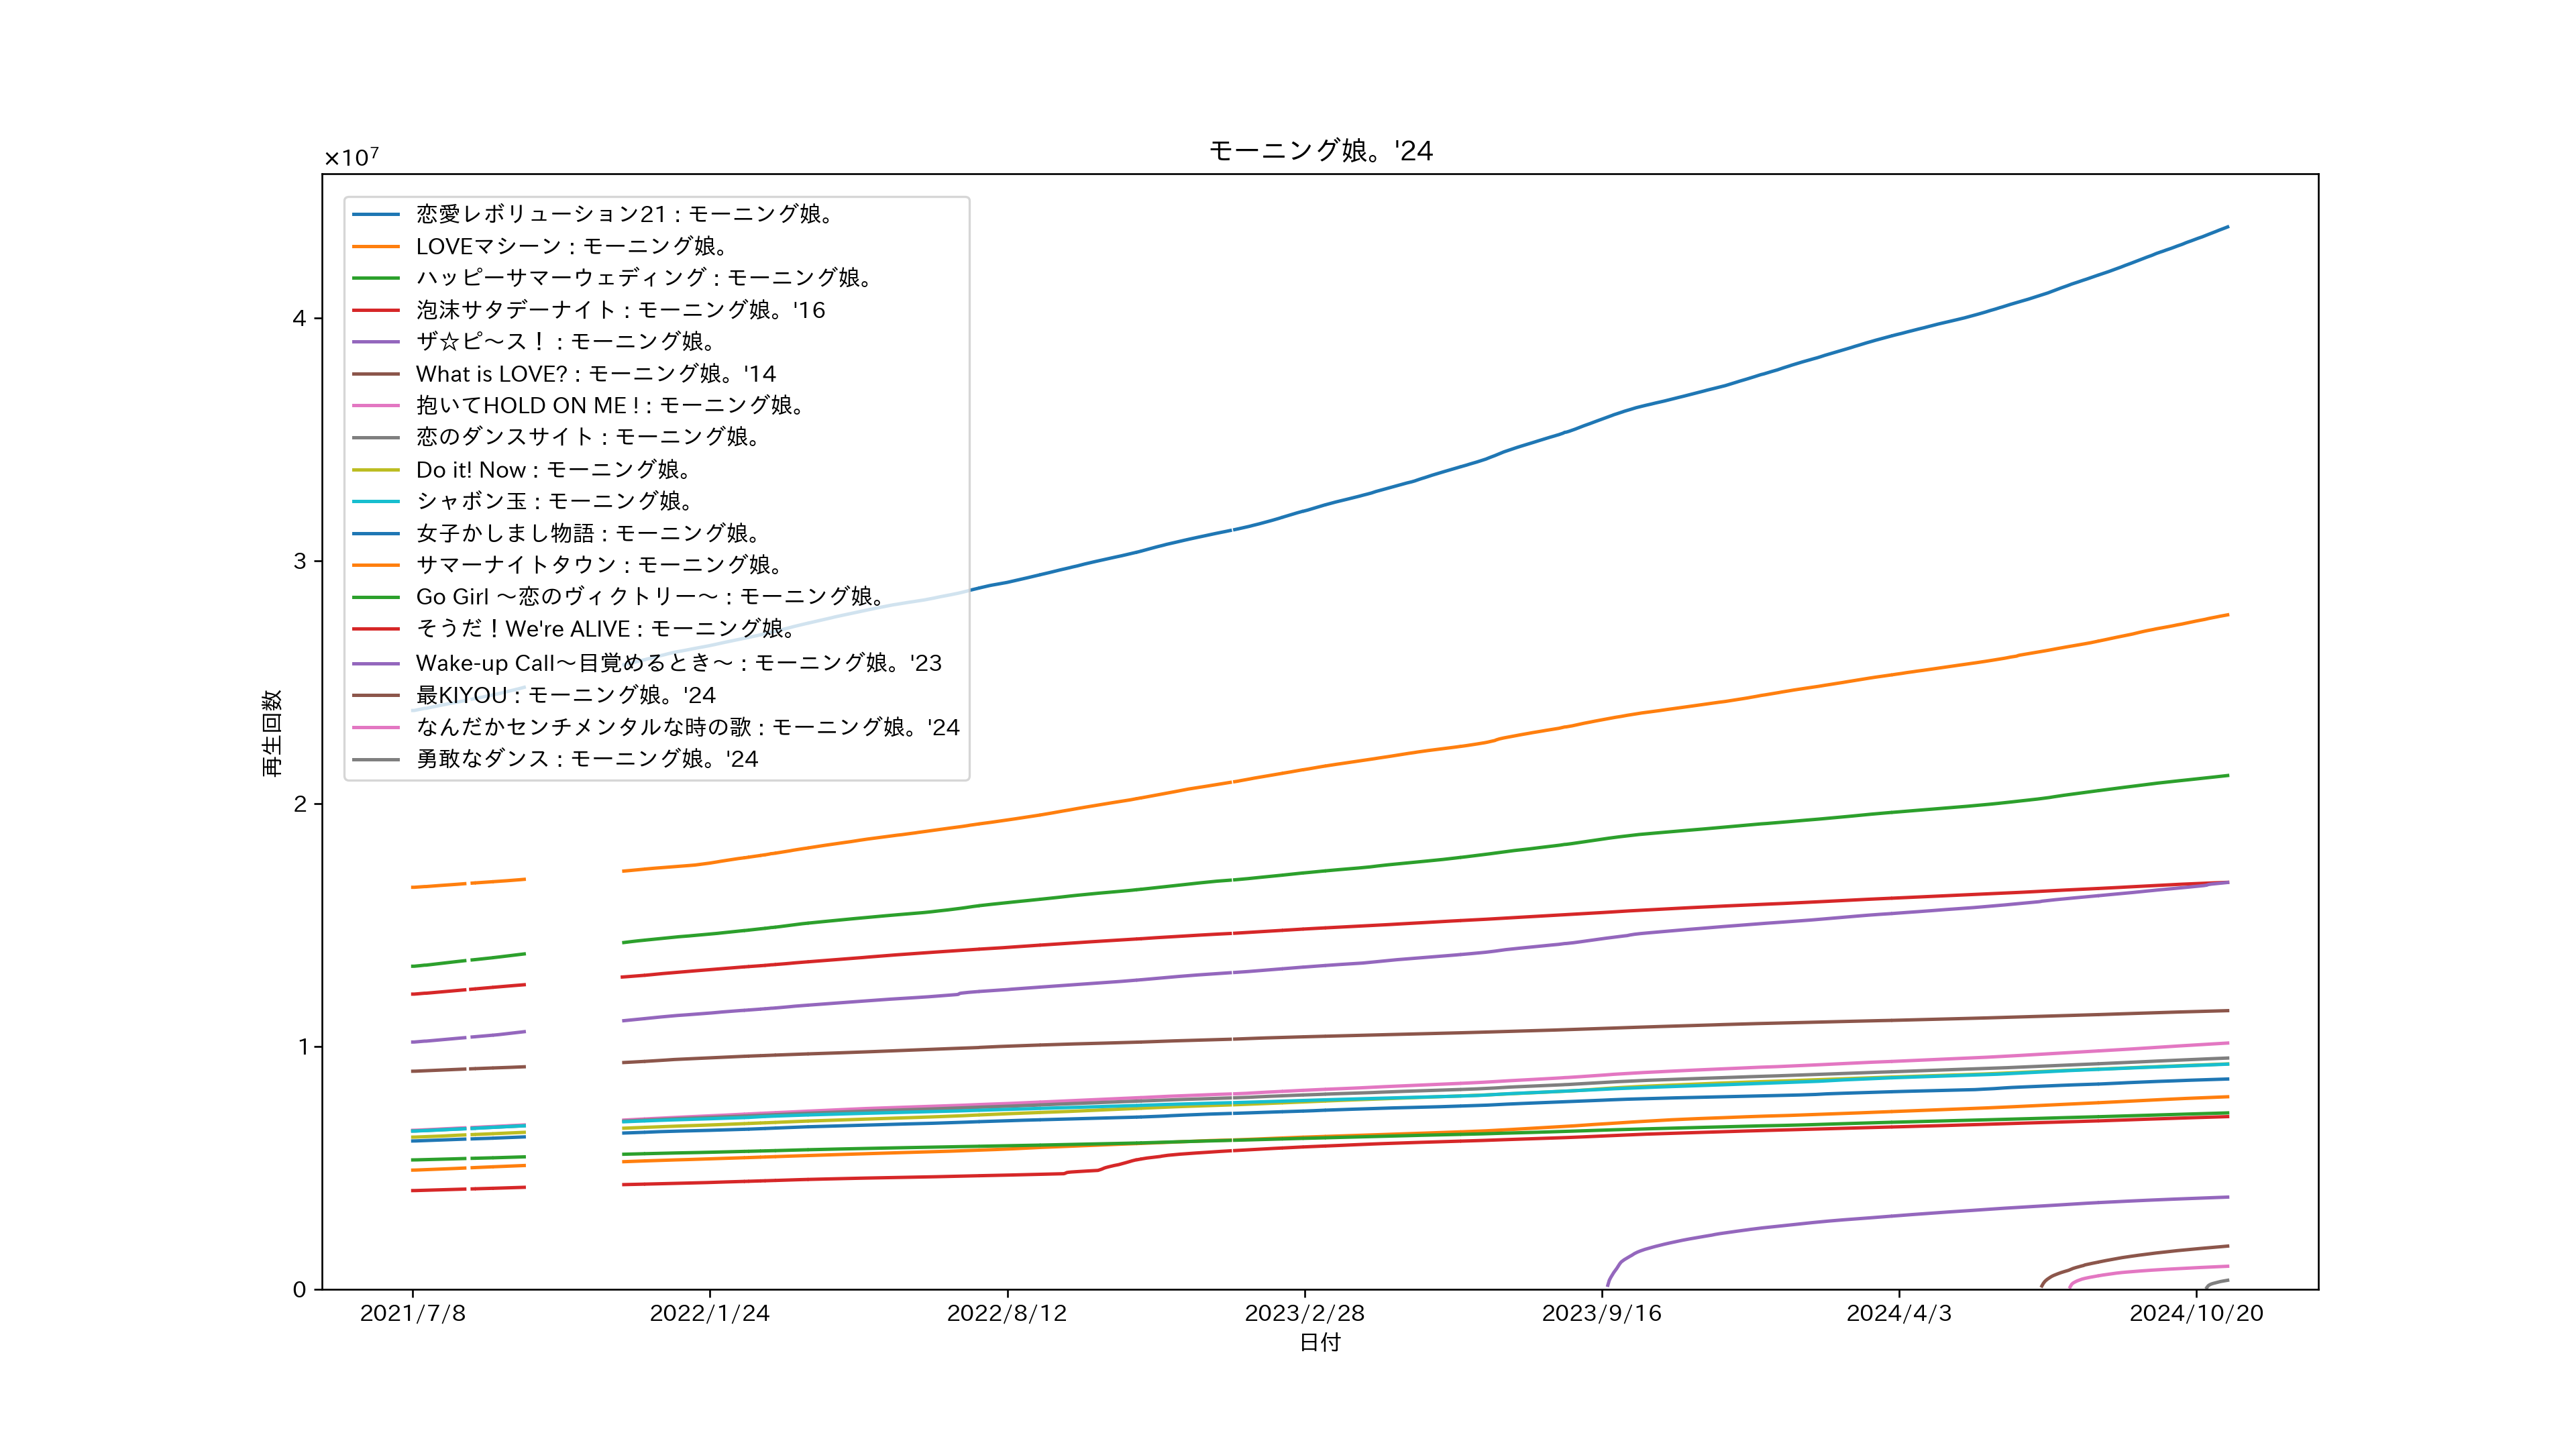 モーニング娘。'24
×10⁷
恋愛レボリューション21 : モーニング娘。
LOVEマシーン : モーニング娘。
ハッピーサマーウェディング : モーニング娘。
泡沫サタデーナイト : モーニング娘。'16
ザ☆ピ～ス！ : モーニング娘。
What is LOVE? : モーニング娘。'14
抱いてHOLD ON ME ! : モーニング娘。
恋のダンスサイト : モーニング娘。
Do it! Now : モーニング娘。
シャボン玉 : モーニング娘。
女子かしまし物語 : モーニング娘。
サマーナイトタウン : モーニング娘。
Go Girl ～恋のヴィクトリー～ : モーニング娘。
そうだ！We're ALIVE : モーニング娘。
Wake-up Call～目覚めるとき～ : モーニング娘。'23
最KIYOU : モーニング娘。'24
なんだかセンチメンタルな時の歌 : モーニング娘。'24
勇敢なダンス : モーニング娘。'24
4
3
2
1
0
再生回数
2021/7/8 2022/1/24 2022/8/12 2023/2/28 2023/9/16 2024/4/3 2024/10/20
日付